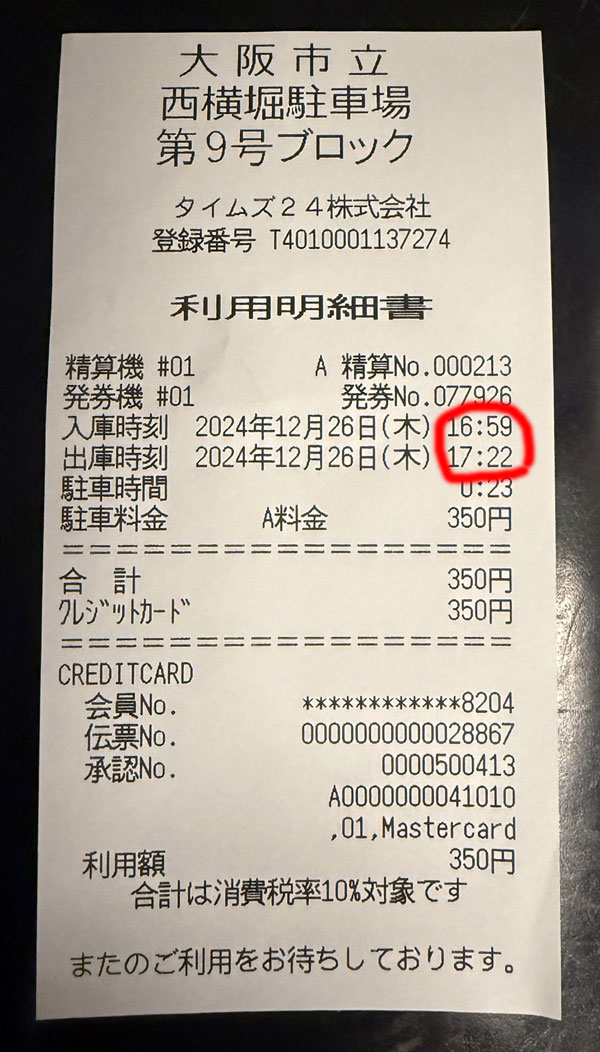 大阪市立
西横堀駐車場
第9号ブロック
タイムズ24株式会社
登録番号 T4010001137274
利用明細書
精算機 #01 A 精算No.000213
発券機 #01 発券No.077926
入庫時刻 2024年12月26日(木) 16:59
出庫時刻 2024年12月26日(木) 17:22
駐車時間 0:23
駐車料金 A料金 350円
==================
合 計 350円
クレジットカード 350円
==================
CREDITCARD
会員No. ************8204
伝票No. 0000000000028867
承認No. 0000500413
A0000000041010
,01,Mastercard
利用額 350円
合計は消費税率10%対象です
またのご利用をお待ちしております。